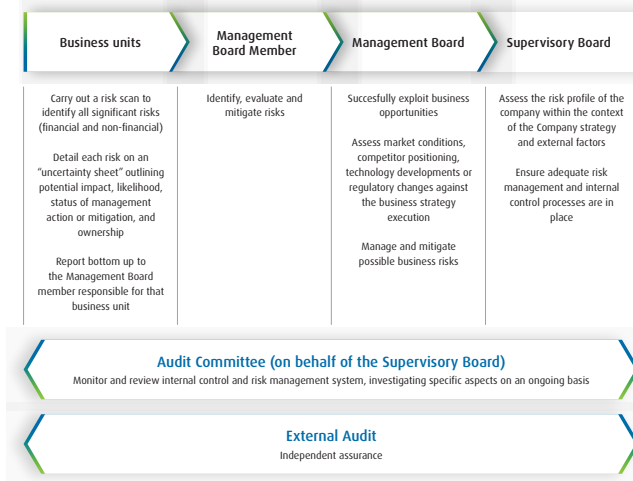 Business units
Management
Board Member
Management Board
Supervisory Board
Carry out a risk scan to
identify all significant risks
(financial and non-financial)
Detail each risk on an
“uncertainty sheet” outlining
potential impact, likelihood,
status of management
action or mitigation, and
ownership
Report bottom up to
the Management Board
member responsible for that
business unit
Identify, evaluate and
mitigate risks
Succesfully exploit business
opportunities
Assess market conditions,
competitor positioning,
technology developments or
regulatory changes against
the business strategy
execution
Manage and mitigate
possible business risks
Assess the risk profile of the
company within the context
of the Company strategy
and external factors
Ensure adequate risk
management and internal
control processes are in
place
Audit Committee (on behalf of the Supervisory Board)
Monitor and review internal control and risk management system, investigating specific aspects on an ongoing basis
External Audit
Independent assurance